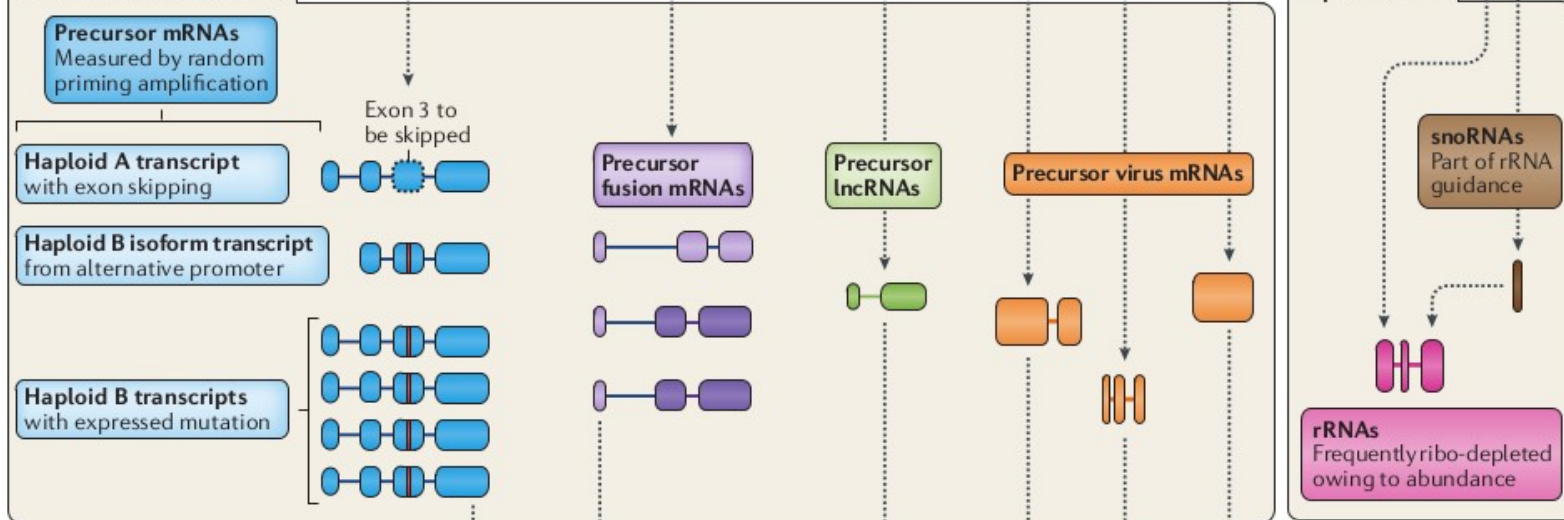 Precursor mRNAs
Measured by random
priming amplification
Exon 3 to
be skipped
Haploid A transcript
with exon skipping
Haploid B isoform transcript
from alternative promoter
Haploid B transcripts
with expressed mutation
Precursor
fusion mRNAs
Precursor
lncRNAs
Precursor virus mRNAs
snoRNAs
Part of rRNA
guidance
rRNAs
Frequently ribo-depleted
owing to abundance